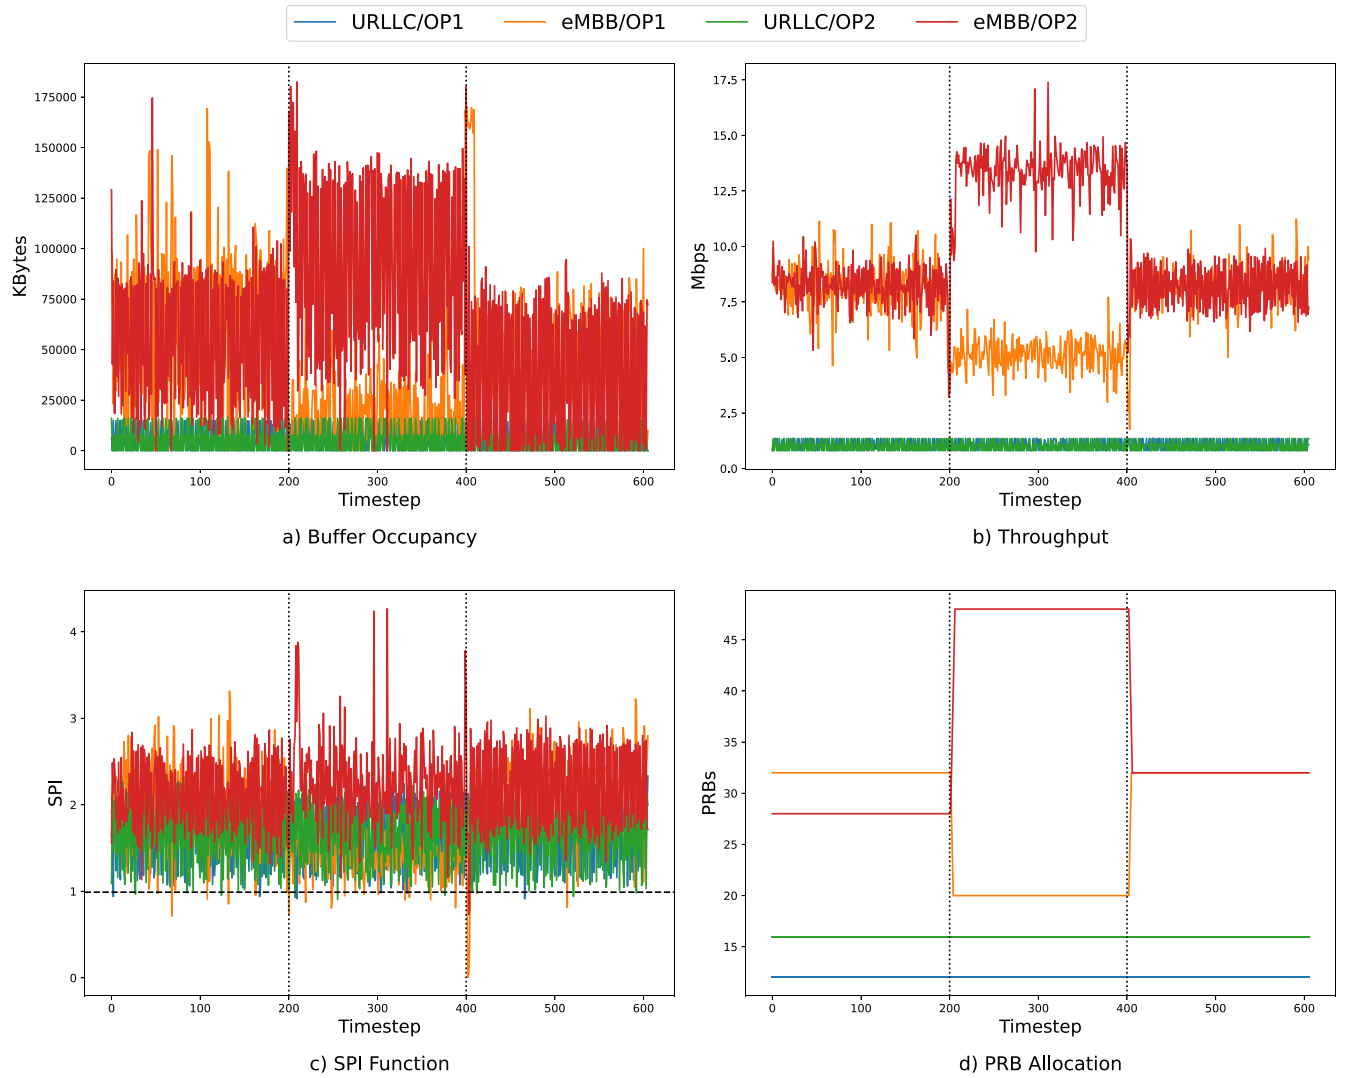 URLLC/OP1 eMBB/OP1 URLLC/OP2 eMBB/OP2
175000
150000
125000
100000
75000
50000
25000
0
KBytes
0 100 200 300 400 500 600
Timestep
a) Buffer Occupancy
17.5
15.0
12.5
10.0
7.5
5.0
2.5
0.0
Mbps
0 100 200 300 400 500 600
Timestep
b) Throughput
4
3
2
1
0
SPI
0 100 200 300 400 500 600
Timestep
c) SPI Function
45
40
35
30
25
20
15
PRBs
0 100 200 300 400 500 600
Timestep
d) PRB Allocation